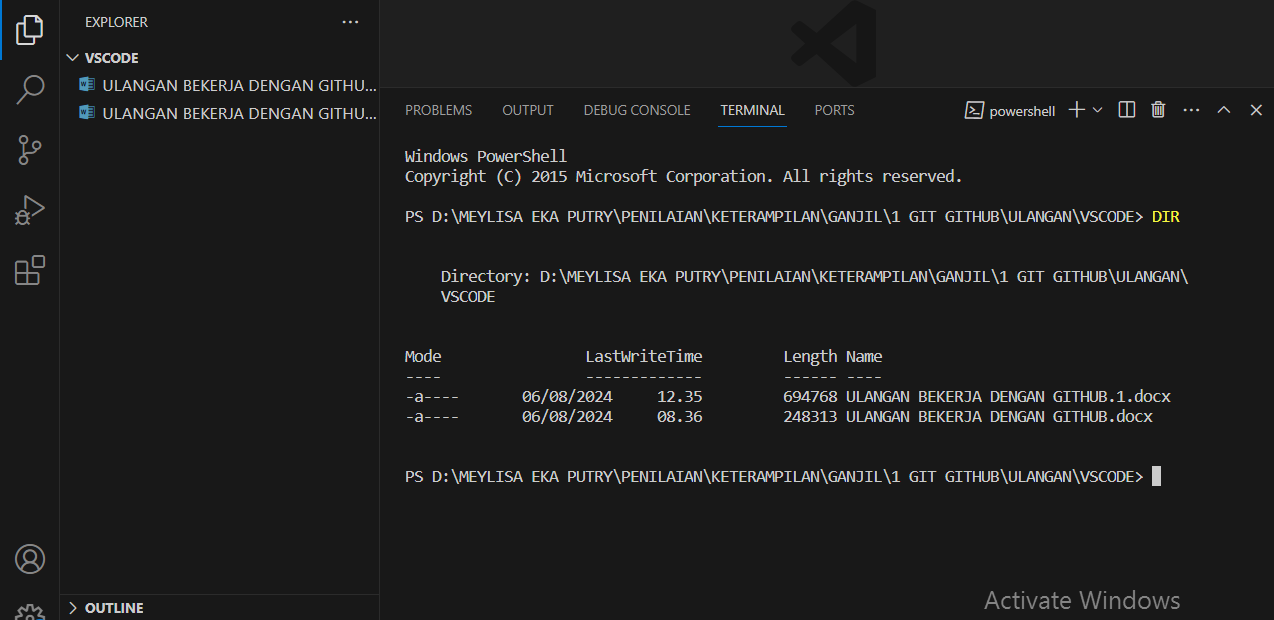 EXPLORER
VSCODE
ULANGAN BEKERJA DENGAN GITHU...
ULANGAN BEKERJA DENGAN GITHU...
OUTLINE
PROBLEMS OUTPUT DEBUG CONSOLE TERMINAL PORTS powershell
Windows PowerShell
Copyright (C) 2015 Microsoft Corporation. All rights reserved.
PS D:\MEYLISA EKA PUTRY\PENILAIAN\KETERAMPILAN\GANJIL\1 GIT GITHUB\ULANGAN\VSCODE> DIR
Directory: D:\MEYLISA EKA PUTRY\PENILAIAN\KETERAMPILAN\GANJIL\1 GIT GITHUB\ULANGAN\
VSCODE
Mode LastWriteTime Length Name
---- ------------- ------ ----
-a---- 06/08/2024 12.35 694768 ULANGAN BEKERJA DENGAN GITHUB.1.docx
-a---- 06/08/2024 08.36 248313 ULANGAN BEKERJA DENGAN GITHUB.docx
PS D:\MEYLISA EKA PUTRY\PENILAIAN\KETERAMPILAN\GANJIL\1 GIT GITHUB\ULANGAN\VSCODE>
Activate Windows